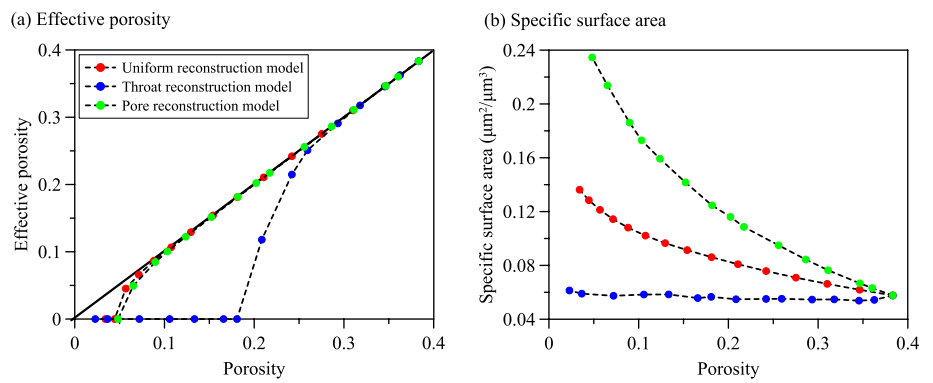 (a) Effective porosity
0.4
0.3
0.2
0.1
0
Effective porosity
Uniform reconstruction model
Throat reconstruction model
Pore reconstruction model
0 0.1 0.2 0.3 0.4
Porosity
(b) Specific surface area
0.24
0.2
0.16
0.12
0.08
0.04
Specific surface area (μm²/μm³)
0 0.1 0.2 0.3 0.4
Porosity